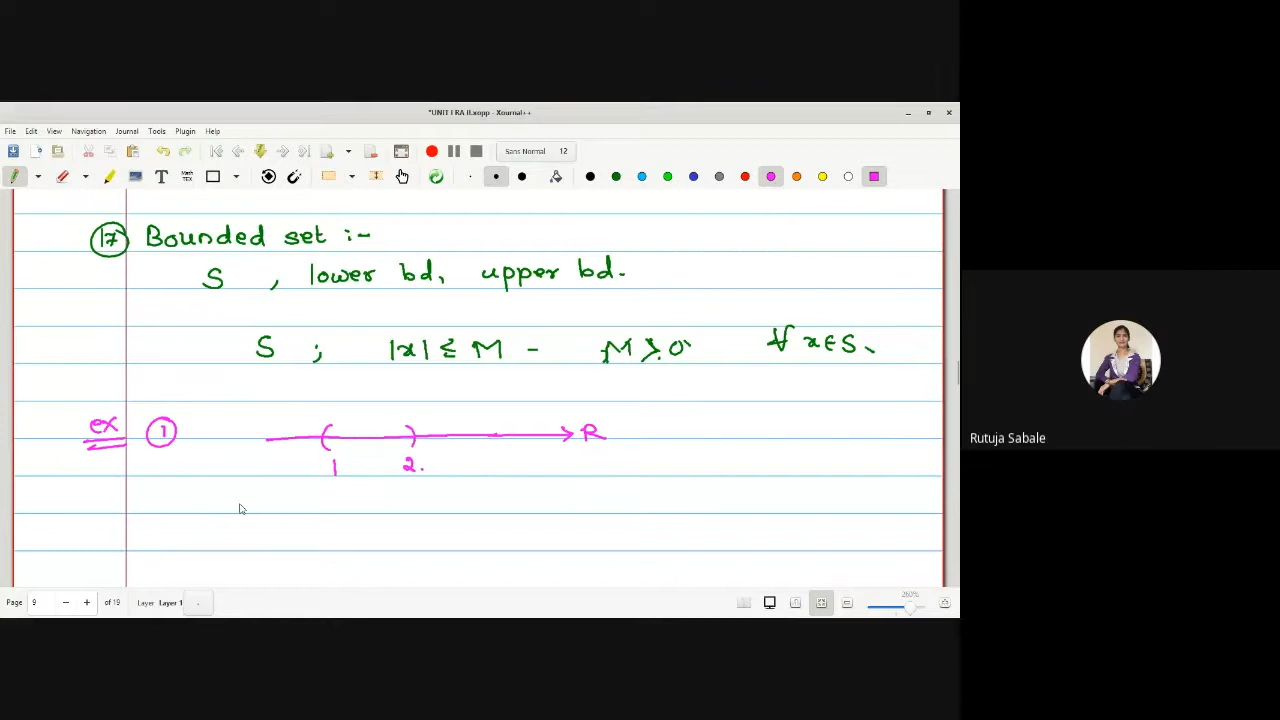 *UNIT I RA II.xopp - Xournal++
File Edit View Navigation Journal Tools Plugin Help
Sans Normal 12
17 Bounded set :-
S , lower bd, upper bd.
S ; |x| ≤ M - M > 0 ∀ x ∈ S.
ex 1 ( ) R
1 2.
Rutuja Sabale
Page 9 of 19 Layer Layer 1 260%